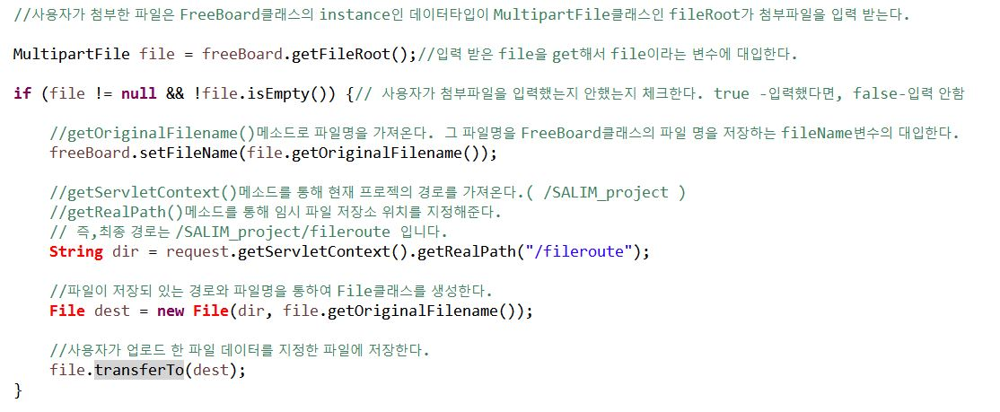 //사용자가 첨부한 파일은 FreeBoard클래스의 instance인 데이터타입이 MultipartFile클래스인 fileRoot가 첨부파일을 입력 받는다.
MultipartFile file = freeBoard.getFileRoot();//입력 받은 file을 get해서 file이라는 변수에 대입한다.
if (file != null && !file.isEmpty()) {// 사용자가 첨부파일을 입력했는지 안했는지 체크한다. true -입력했다면, false-입력 안함
//getOriginalFilename()메소드로 파일명을 가져온다. 그 파일명을 FreeBoard클래스의 파일 명을 저장하는 fileName변수의 대입한다.
freeBoard.setFileName(file.getOriginalFilename());
//getServletContext()메소드를 통해 현재 프로젝의 경로를 가져온다.( /SALIM_project )
//getRealPath()메소드를 통해 임시 파일 저장소 위치를 지정해준다.
// 즉,최종 경로는 /SALIM_project/fileroute 입니다.
String dir = request.getServletContext().getRealPath("/fileroute");
//파일이 저장되 있는 경로와 파일명을 통하여 File클래스를 생성한다.
File dest = new File(dir, file.getOriginalFilename());
//사용자가 업로드 한 파일 데이터를 지정한 파일에 저장한다.
file.transferTo(dest);
}